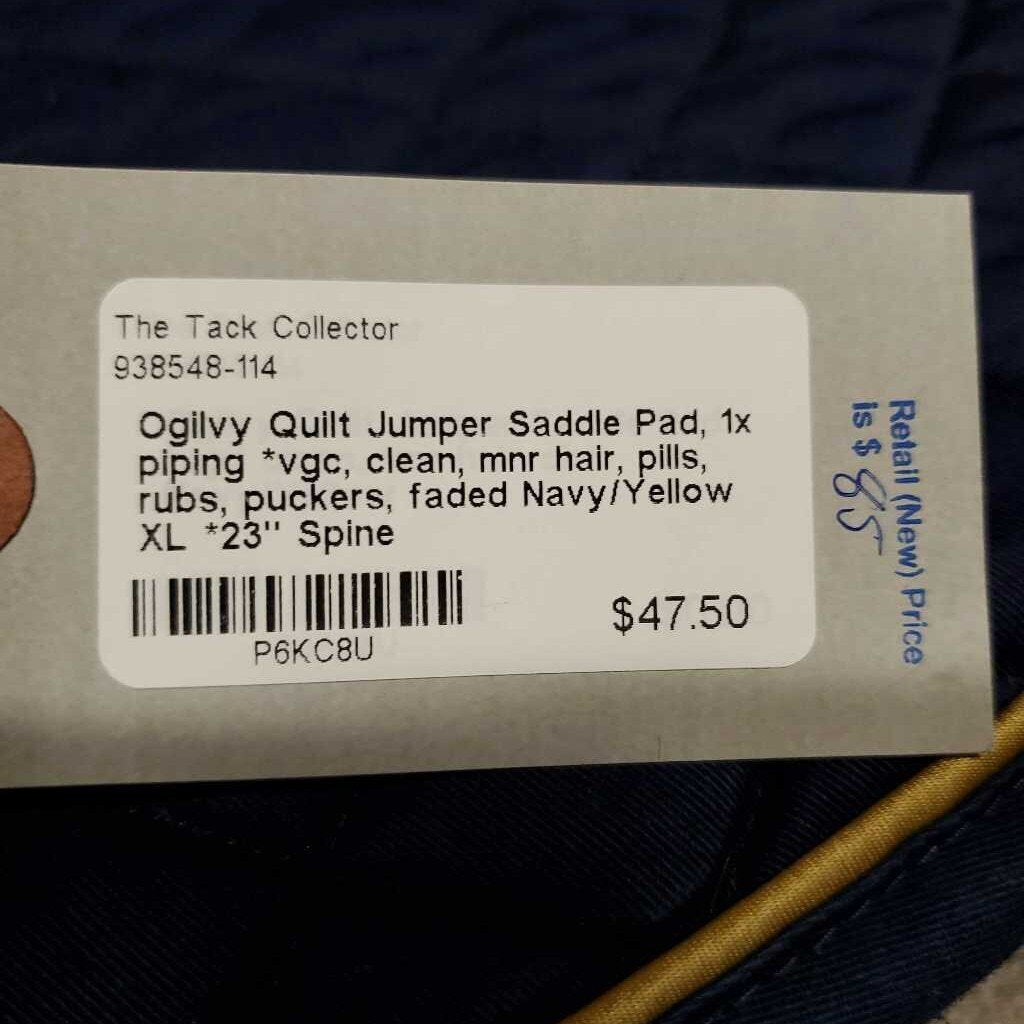 The Tack Collector
938548-114
Ogilvy Quilt Jumper Saddle Pad, 1x
piping *vgc, clean, mnr hair, pills,
rubs, puckers, faded Navy/Yellow
XL *23" Spine
P6KC8U
$47.50
Retail (New) Price
is $ 85